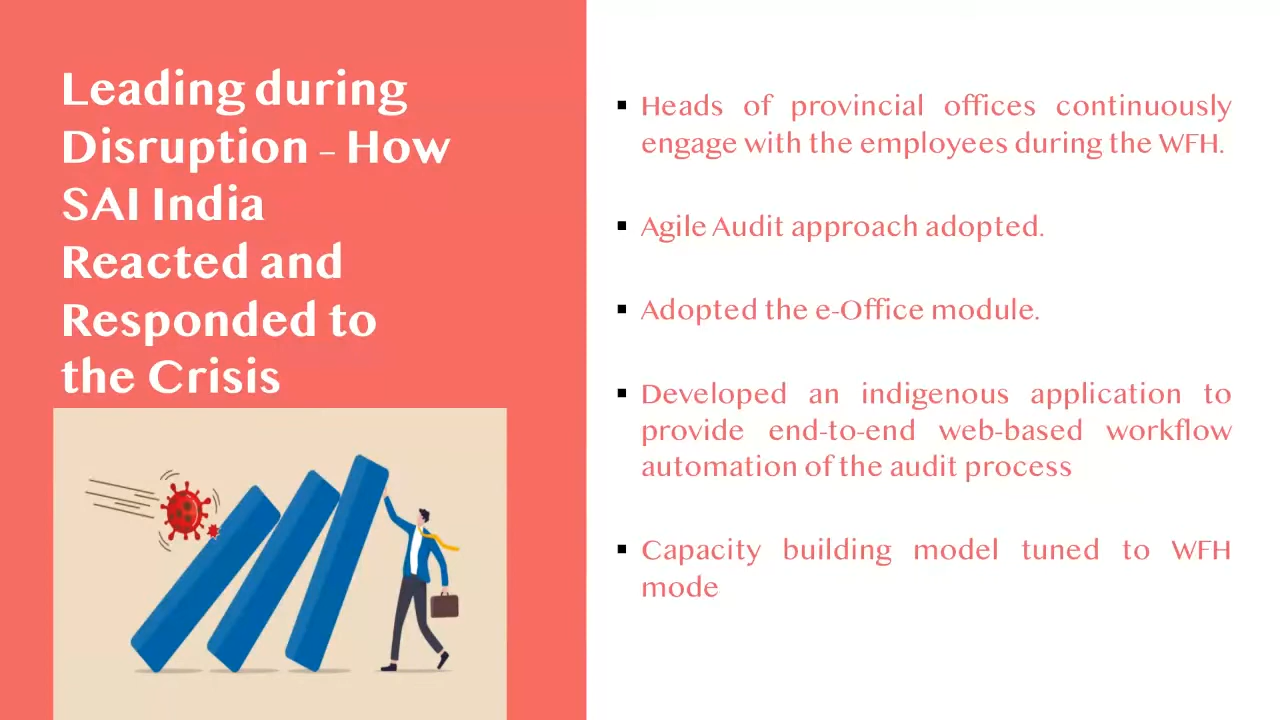 Leading during
Disruption – How
SAI India
Reacted and
Responded to
the Crisis
▪ Heads of provincial offices continuously
engage with the employees during the WFH.
▪ Agile Audit approach adopted.
▪ Adopted the e-Office module.
▪ Developed an indigenous application to
provide end-to-end web-based workflow
automation of the audit process
▪ Capacity building model tuned to WFH
mode